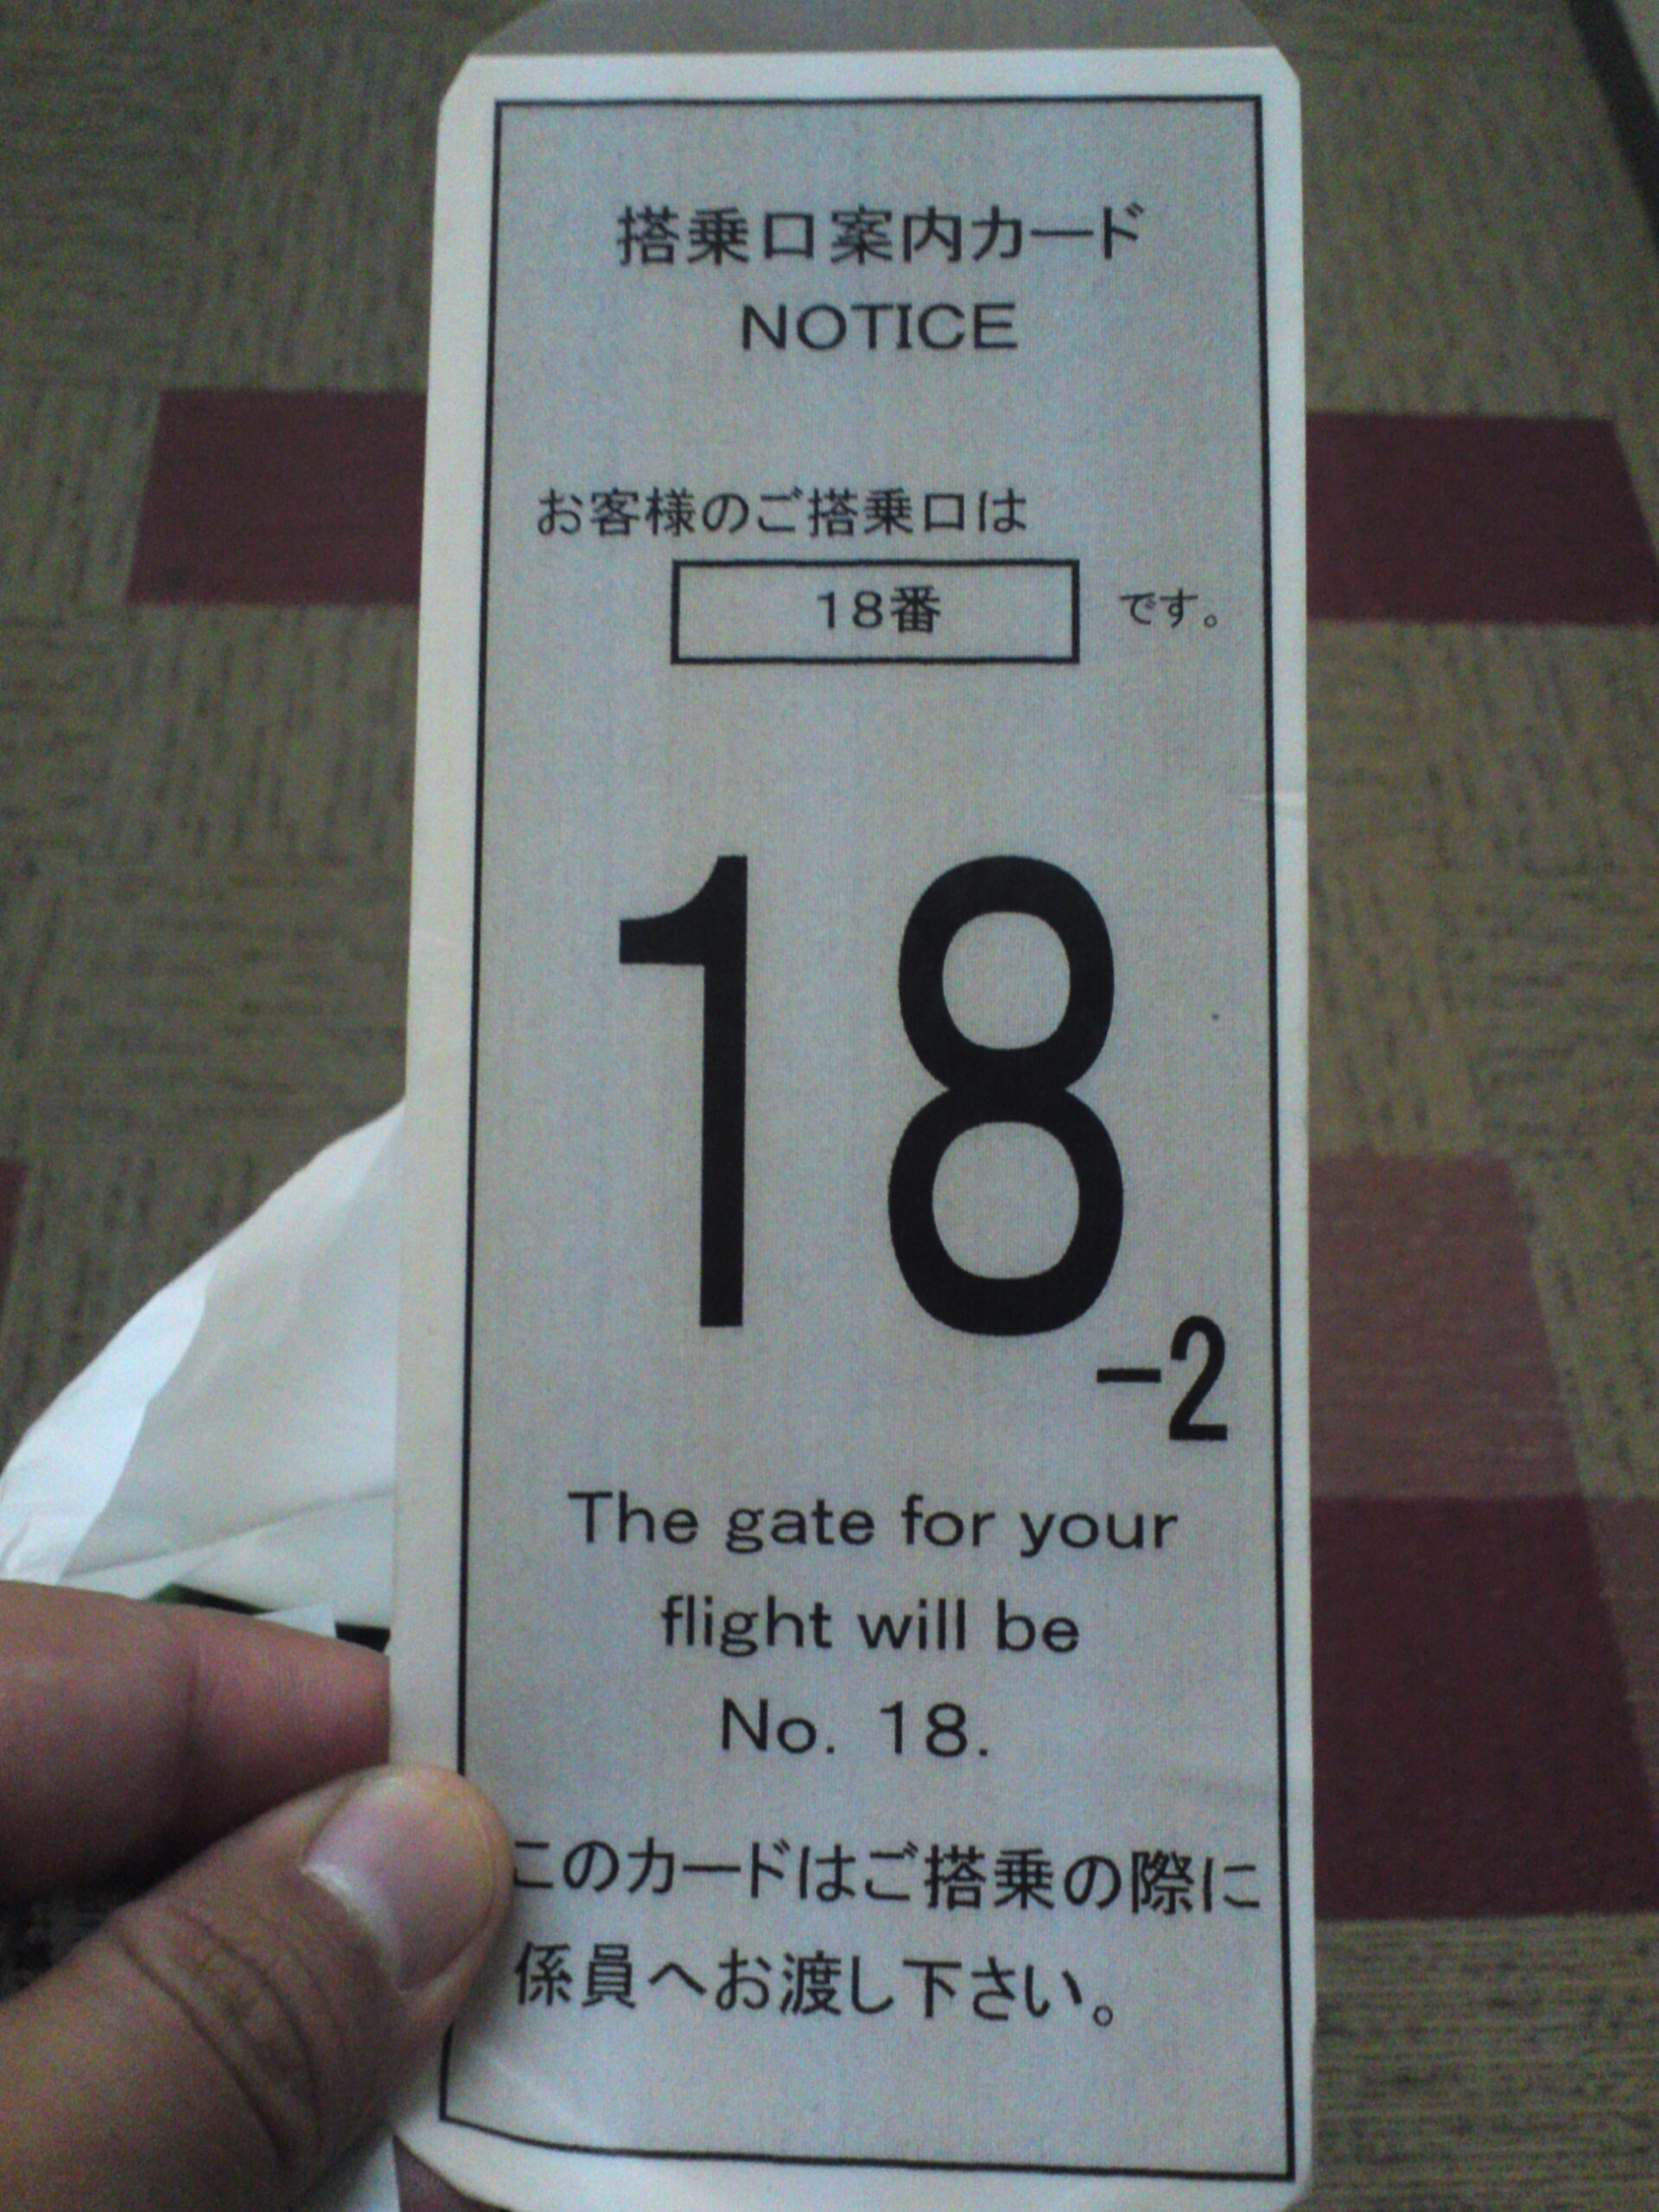 搭乗口案内カード
NOTICE
お客様のご搭乗口は
18番 です。
18-2
The gate for your
flight will be
No. 18.
このカードはご搭乗の際に
係員へお渡し下さい。